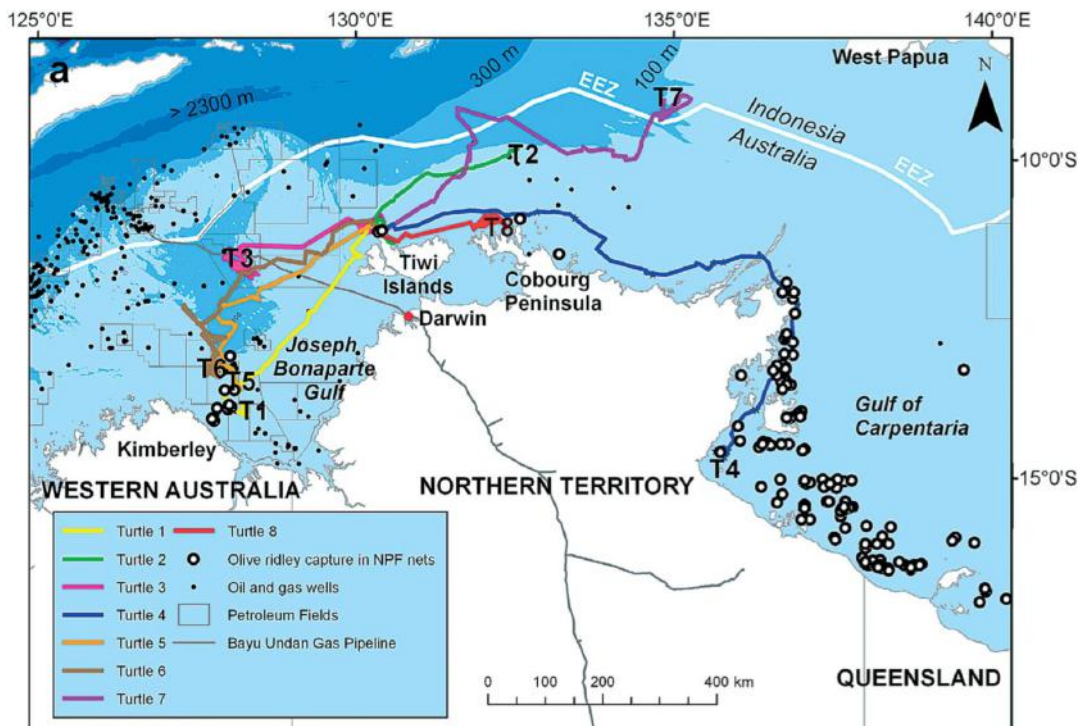 125°0'E
130°0'E
135°0'E
140°0'E
a
> 2300 m
300 m
100 m
West Papua
N
EEZ
T7
Indonesia
Australia
EEZ
T2
10°0'S
T3
T8
Tiwi
Islands
Cobourg
Peninsula
Darwin
Joseph
Bonaparte
Gulf
T6
T5
T1
Gulf of
Carpentaria
Kimberley
T4
15°0'S
WESTERN AUSTRALIA
NORTHERN TERRITORY
Turtle 1
Turtle 2
Turtle 3
Turtle 4
Turtle 5
Turtle 6
Turtle 7
Turtle 8
Olive ridley capture in NPF nets
Oil and gas wells
Petroleum Fields
Bayu Undan Gas Pipeline
0 100 200 400 km
QUEENSLAND